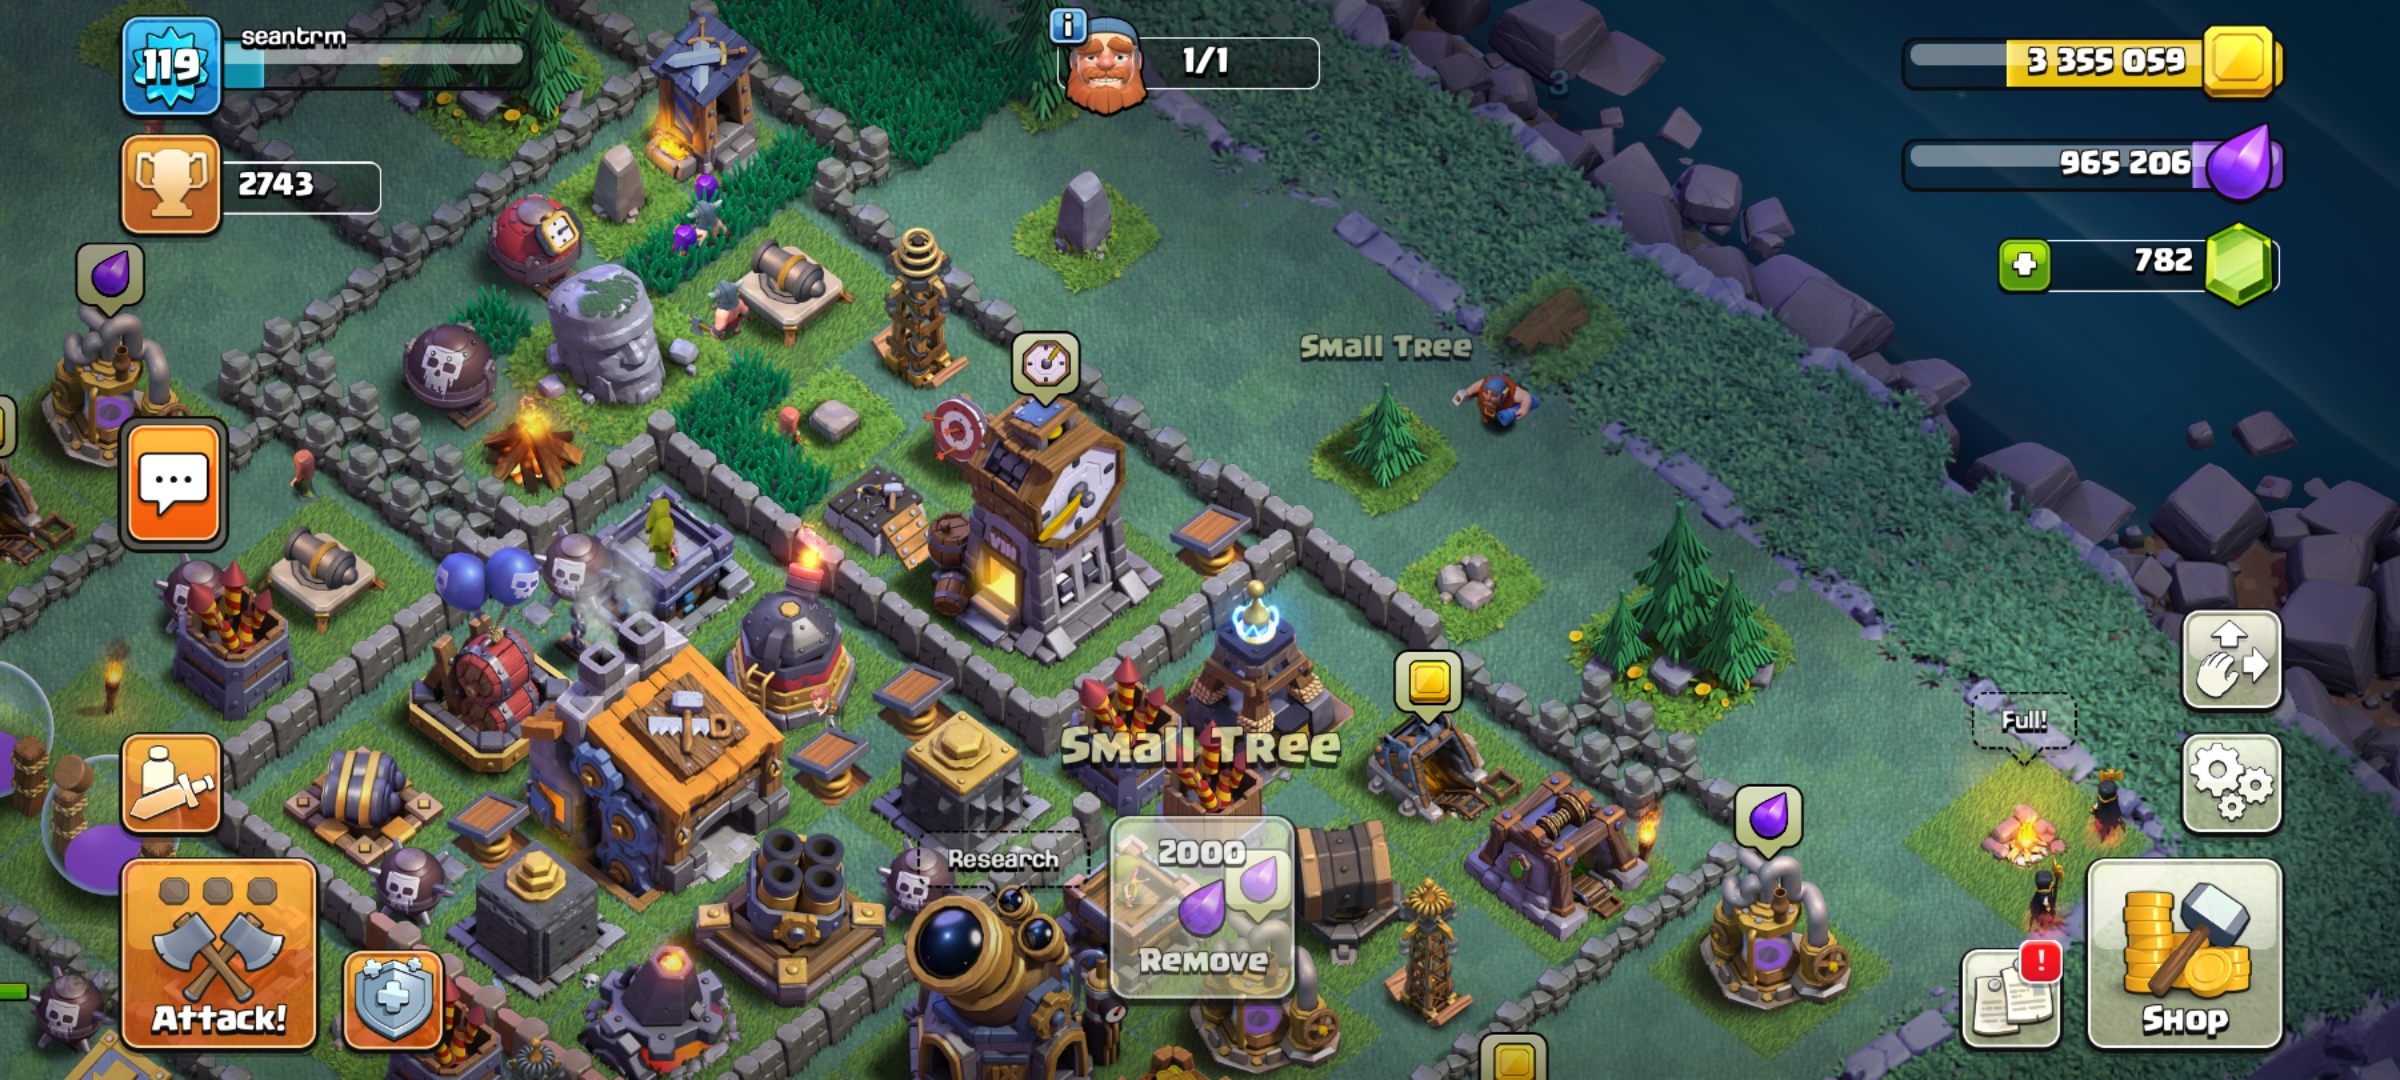 seantrm
119
1/1
3 355 059
2743
965 206
782
3
Small Tree
Small Tree
Full!
Research
2000
Remove
Attack!
Shop